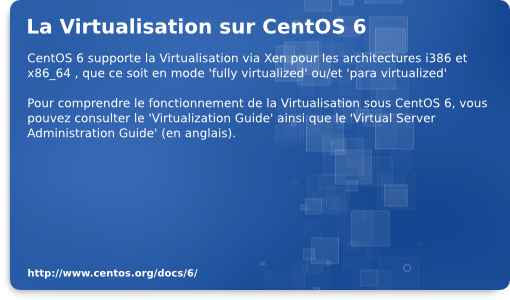 La Virtualisation sur CentOS 6
CentOS 6 supporte la Virtualisation via Xen pour les architectures i386 et
x86_64 , que ce soit en mode 'fully virtualized' ou/et 'para virtualized'
Pour comprendre le fonctionnement de la Virtualisation sous CentOS 6, vous
pouvez consulter le 'Virtualization Guide' ainsi que le 'Virtual Server
Administration Guide' (en anglais).
http://www.centos.org/docs/6/